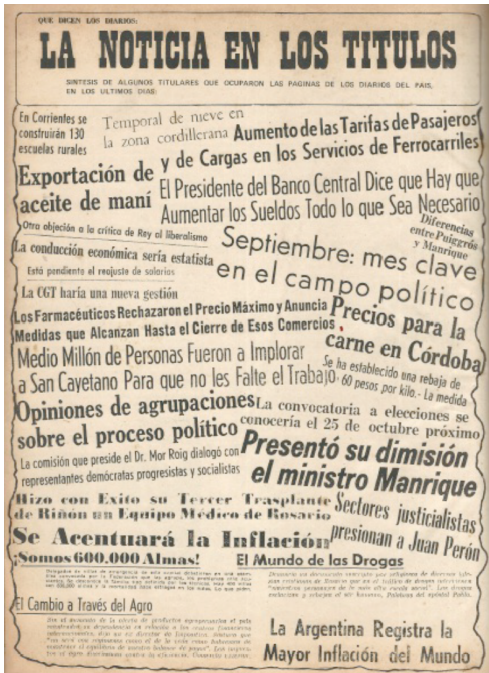 QUE DICEN LOS DIARIOS:
LA NOTICIA EN LOS TITULOS
SINTESIS DE ALGUNOS TITULARES QUE OCUPARON LAS PAGINAS DE LOS DIARIOS DEL PAIS,
EN LOS ULTIMOS DIAS:
En Corrientes se
construirán 130
escuelas rurales
Temporal de nieve en
la zona cordillerana
Aumento de las Tarifas de Pasajeros
y de Cargas en los Servicios de Ferrocarriles
Exportación de
aceite de maní
El Presidente del Banco Central Dice que Hay que
Aumentar los Sueldos Todo lo que Sea Necesario
Otra objeción a la crítica de Rey al liberalismo
Diferencias
entre Puiggrós
y Manrique
La conducción económica sería estatista
Está pendiente el reajuste de salarios
Septiembre: mes clave
en el campo político
La CGT haría una nueva gestión
Los Farmacéuticos Rechazaron el Precio Máximo y Anuncia
Medidas que Alcanzan Hasta el Cierre de Esos Comercios
Precios para la
carne en Córdoba
Se ha establecido una rebaja de
60 pesos por kilo.- La medida
Medio Millón de Personas Fueron a Implorar
a San Cayetano Para que no les Falte el Trabajo
Opiniones de agrupaciones
sobre el proceso político
La convocatoria a elecciones se
conocería el 25 de octubre próximo
La comisión que preside el Dr. Mor Roig dialogó con
representantes demócratas progresistas y socialistas
Presentó su dimisión
el ministro Manrique
Hizo con Exito su Tercer Trasplante
de Riñón un Equipo Médico de Rosario
Sectores justicialistas
presionan a Juan Perón
Se Acentuará la Inflación
¡Somos 600.000 Almas!
El Mundo de las Drogas
El Cambio a Través del Agro
La Argentina Registra la
Mayor Inflación del Mundo